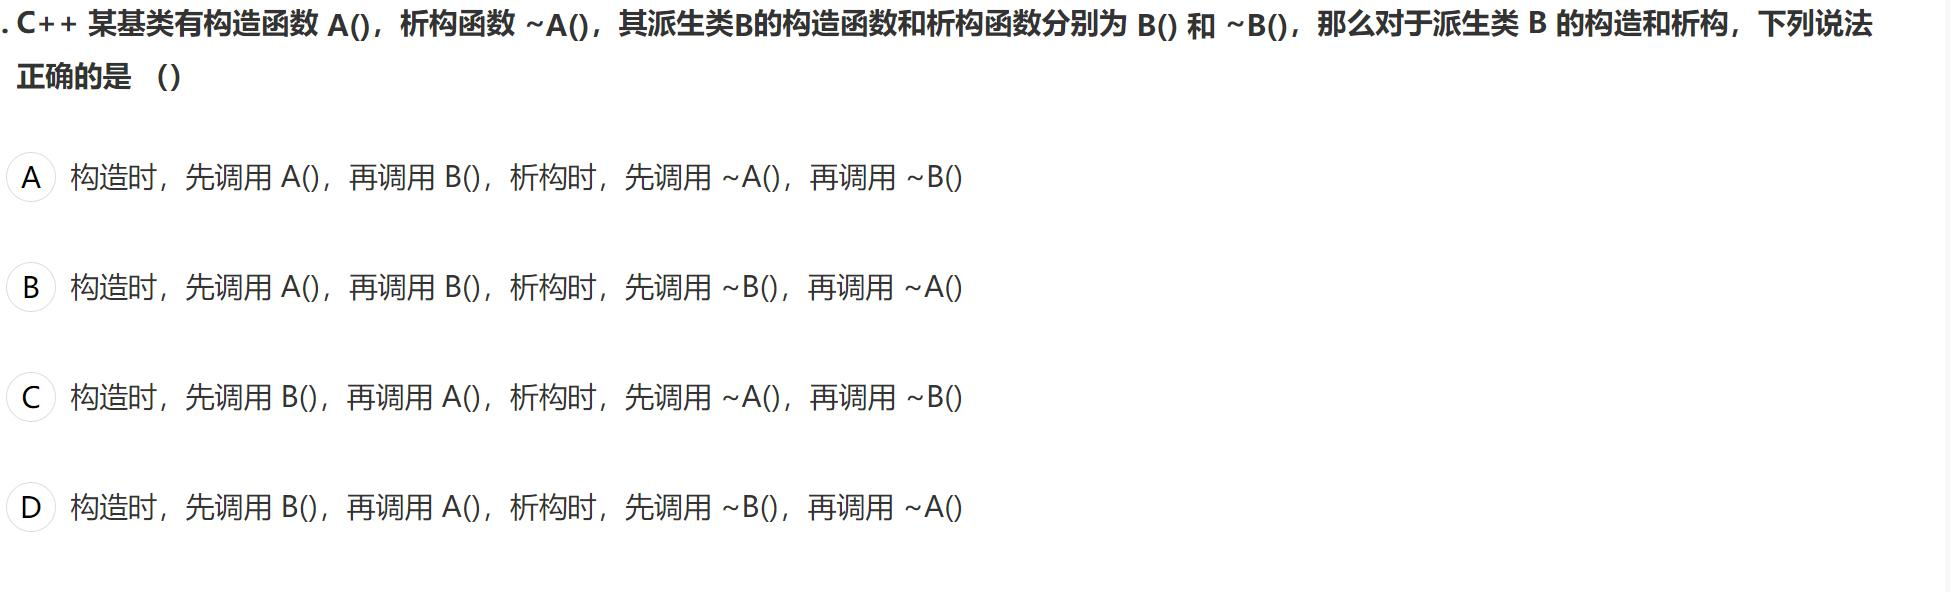 . C++ 某基类有构造函数 A()，析构函数 ~A()，其派生类B的构造函数和析构函数分别为 B() 和 ~B()，那么对于派生类 B 的构造和析构，下列说法
正确的是 （）
A 构造时，先调用 A()，再调用 B()，析构时，先调用 ~A()，再调用 ~B()
B 构造时，先调用 A()，再调用 B()，析构时，先调用 ~B()，再调用 ~A()
C 构造时，先调用 B()，再调用 A()，析构时，先调用 ~A()，再调用 ~B()
D 构造时，先调用 B()，再调用 A()，析构时，先调用 ~B()，再调用 ~A()